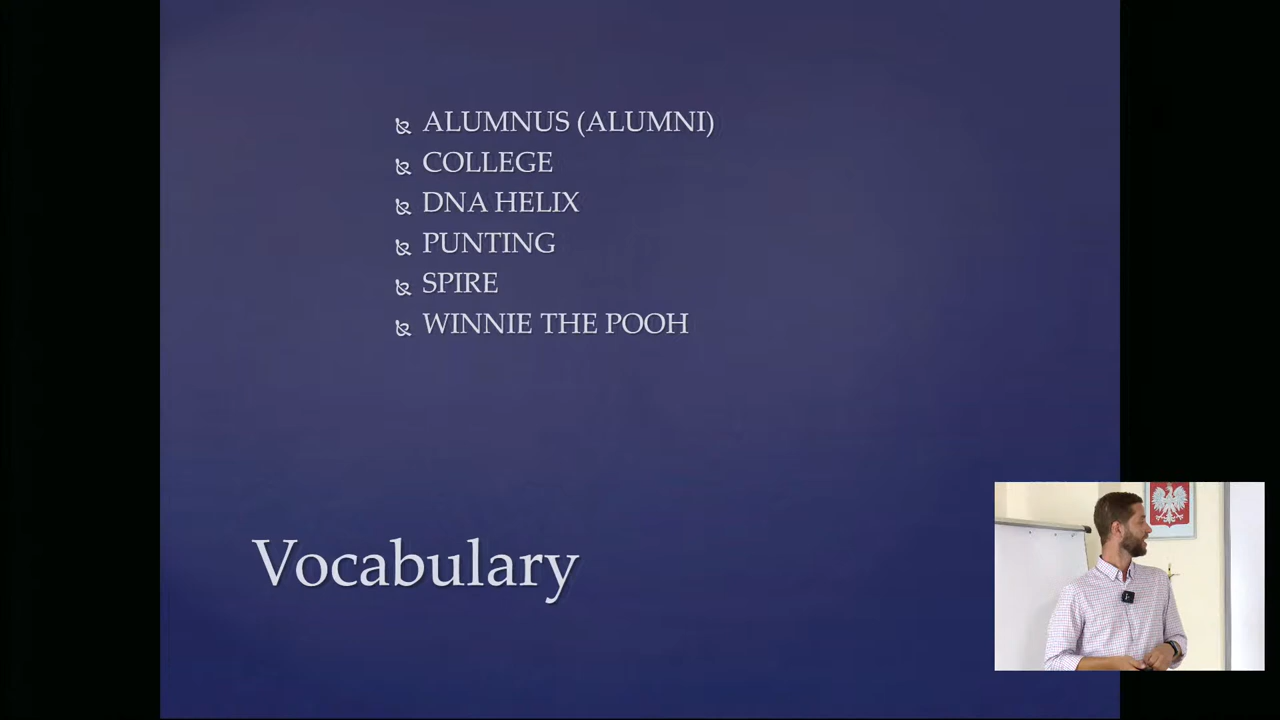 ALUMNUS (ALUMNI)
COLLEGE
DNA HELIX
PUNTING
SPIRE
WINNIE THE POOH
Vocabulary